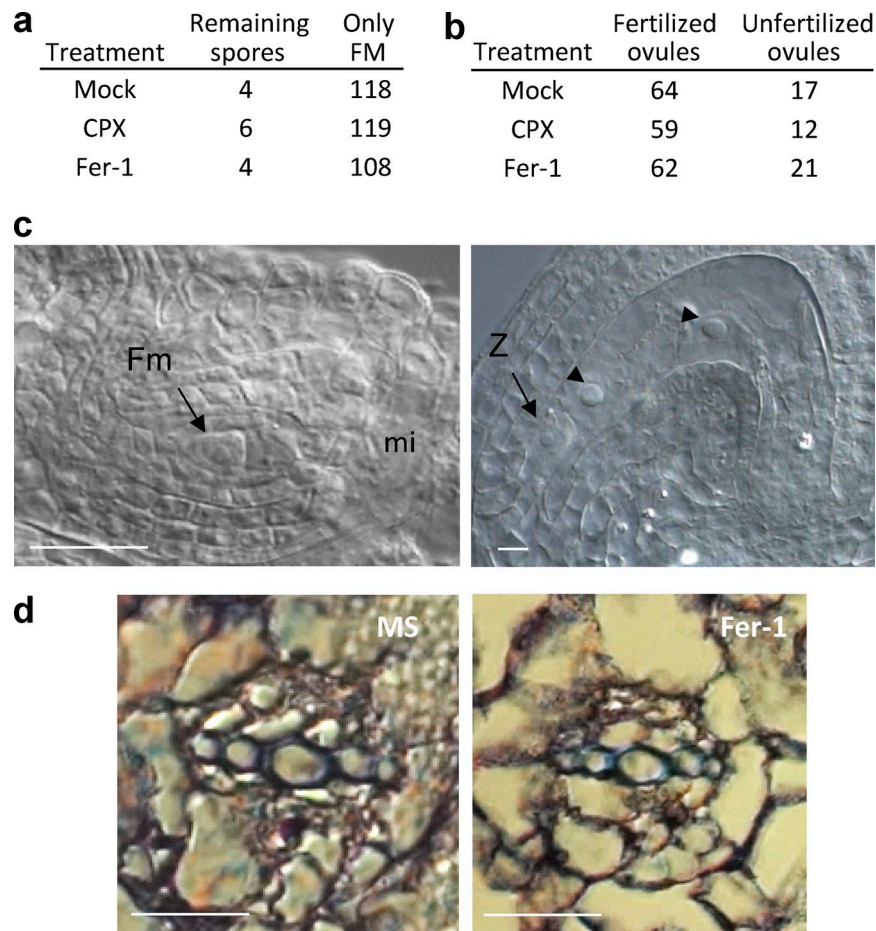 a
Treatment Remaining spores Only FM
Mock 4 118
CPX 6 119
Fer-1 4 108
b
Treatment Fertilized ovules Unfertilized ovules
Mock 64 17
CPX 59 12
Fer-1 62 21
c
Fm
mi
Z
d
MS
Fer-1